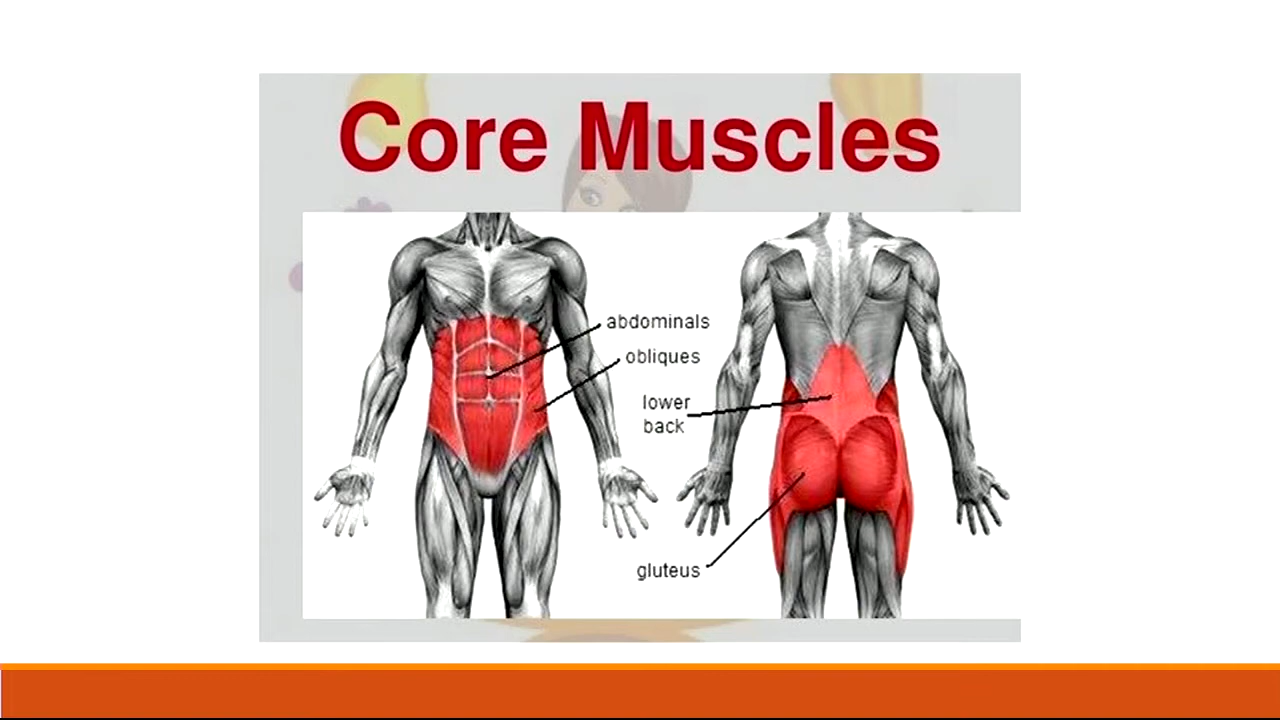 Core Muscles
abdominals
obliques
lower
back
gluteus